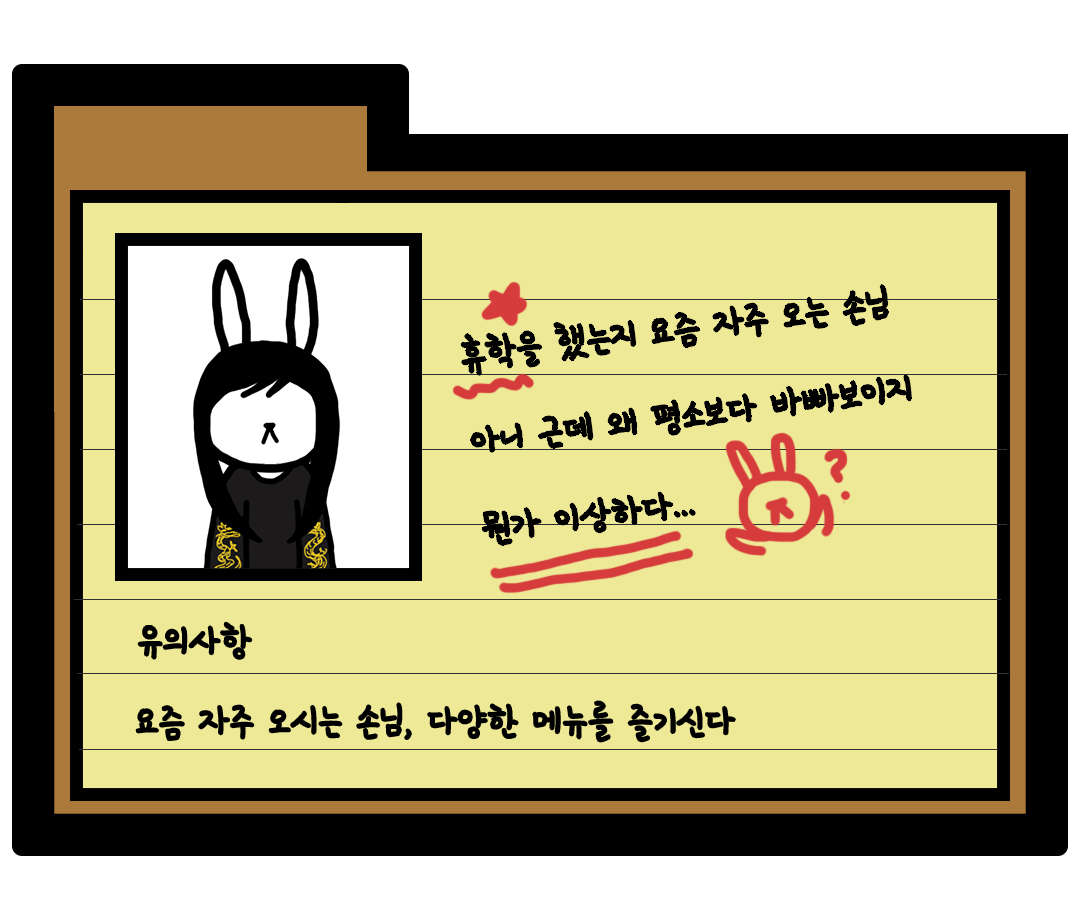 휴학을 했는지 요즘 자주 오는 손님
아니 근데 왜 평소보다 바빠보이지
?
뭔가 이상하다...
유의사항
요즘 자주 오시는 손님, 다양한 메뉴를 즐기신다